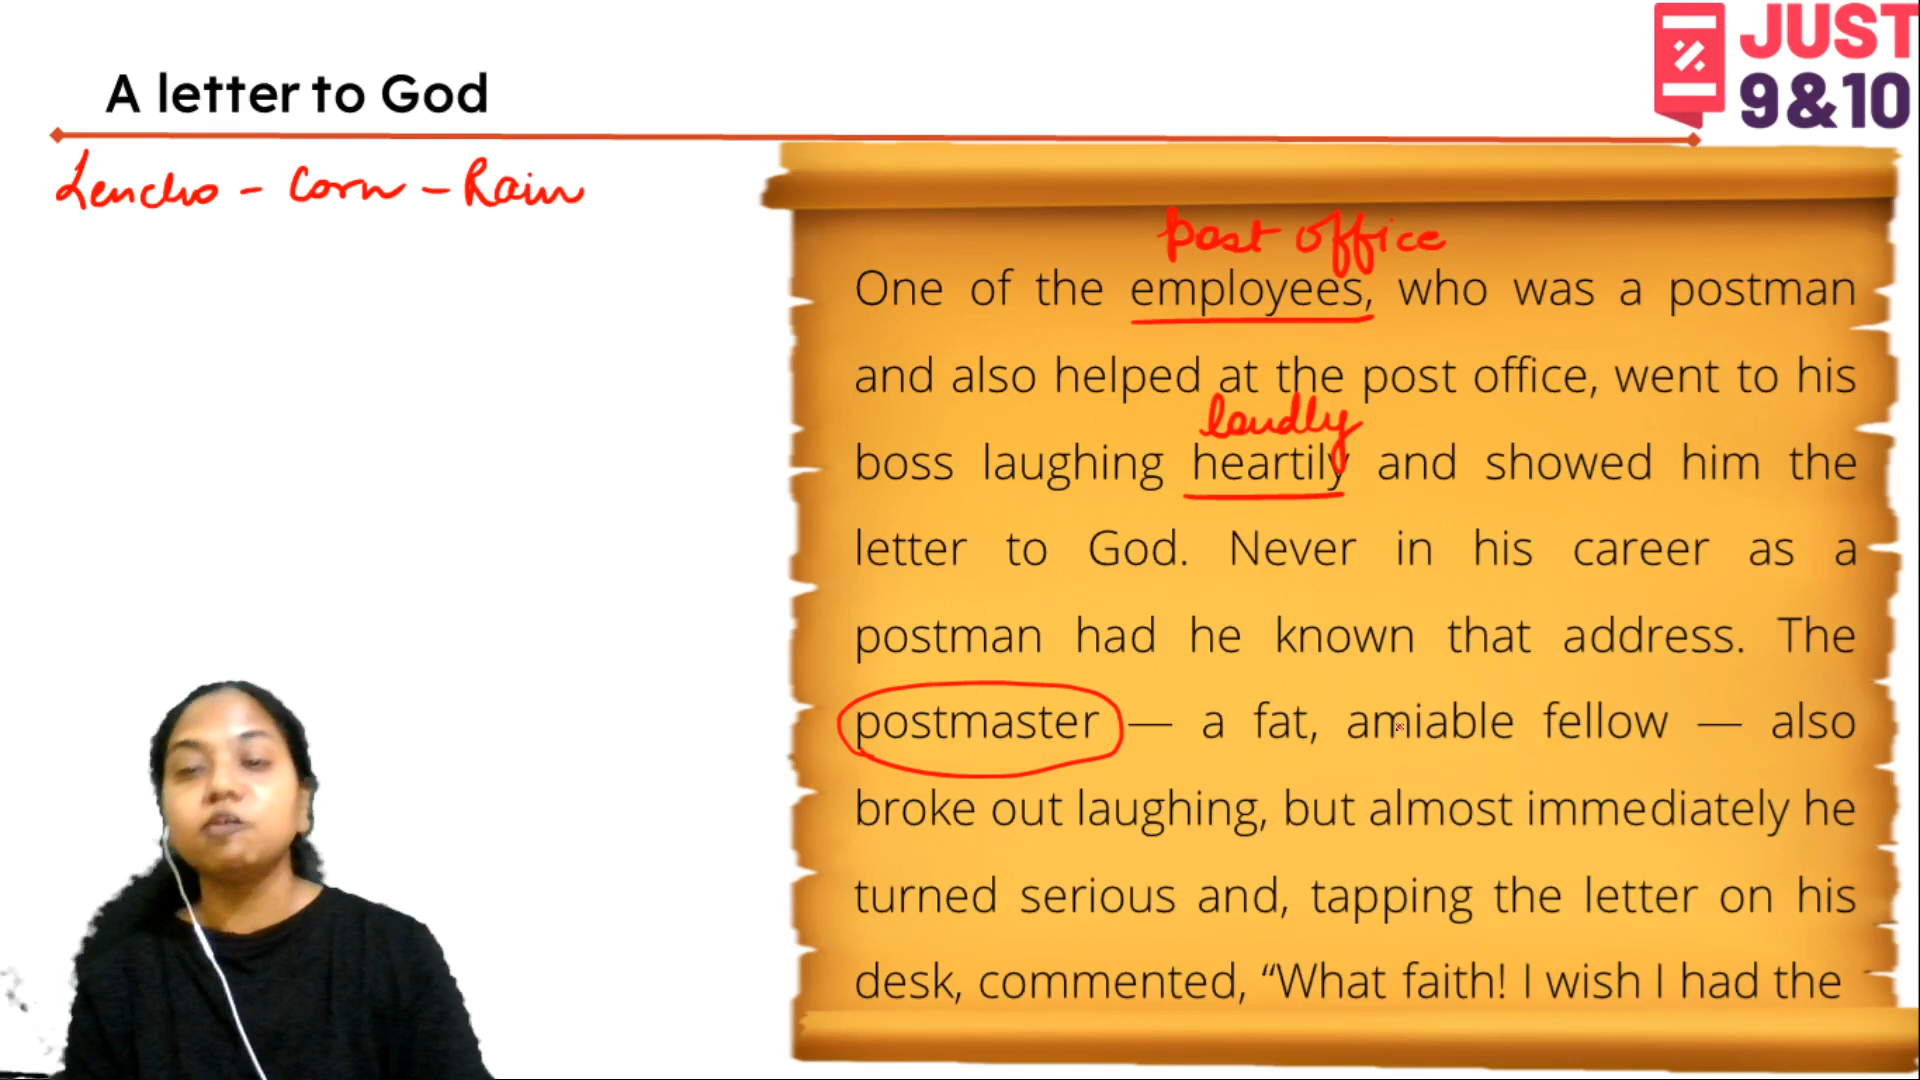 A letter to God
JUST
9&10
Lencho - Corn - Rain
post office
One of the employees, who was a postman
and also helped at the post office, went to his
loudly
boss laughing heartily and showed him the
letter to God. Never in his career as a
postman had he known that address. The
postmaster — a fat, amiable fellow — also
broke out laughing, but almost immediately he
turned serious and, tapping the letter on his
desk, commented, “What faith! I wish I had the